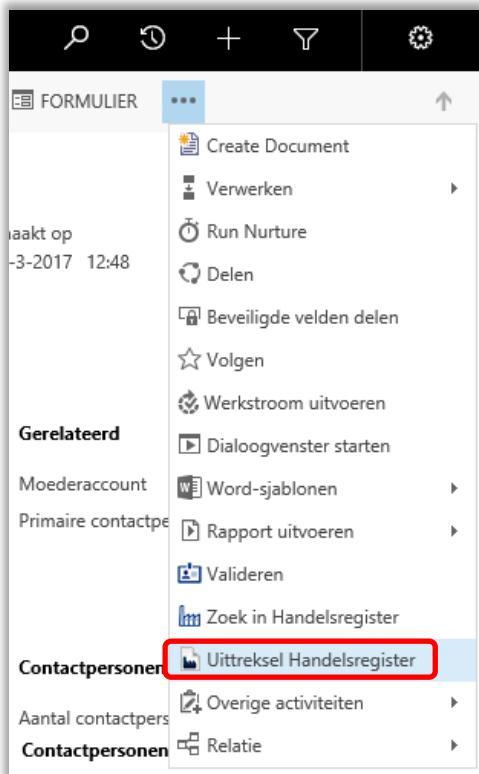 FORMULIER
Create Document
Verwerken
aakt op
Run Nurture
-3-2017 12:48
Delen
Beveiligde velden delen
Volgen
Werkstroom uitvoeren
Gerelateerd
Dialoogvenster starten
Moederaccount
Word-sjablonen
Primaire contactpe
Rapport uitvoeren
Valideren
Zoek in Handelsregister
Contactpersonen
Uittreksel Handelsregister
Overige activiteiten
Aantal contactpers
Contactpersonen
Relatie